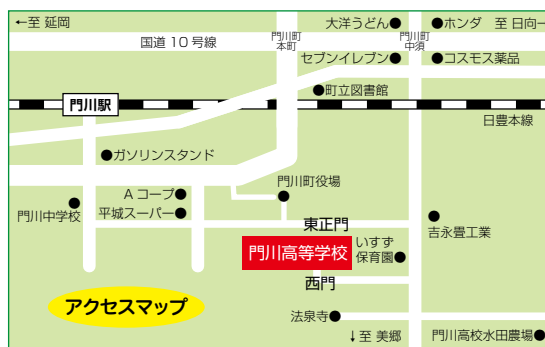 ←至 延岡
国道 10 号線
門川町
本町
大洋うどん
門川町
中須
ホンダ 至 日向→
セブンイレブン
コスモス薬品
町立図書館
門川駅
日豊本線
ガソリンスタンド
A コープ
門川町役場
門川中学校
平城スーパー
東正門
吉永畳工業
門川高等学校
いすず
保育園
西門
アクセスマップ
法泉寺
↓至 美郷
門川高校水田農場